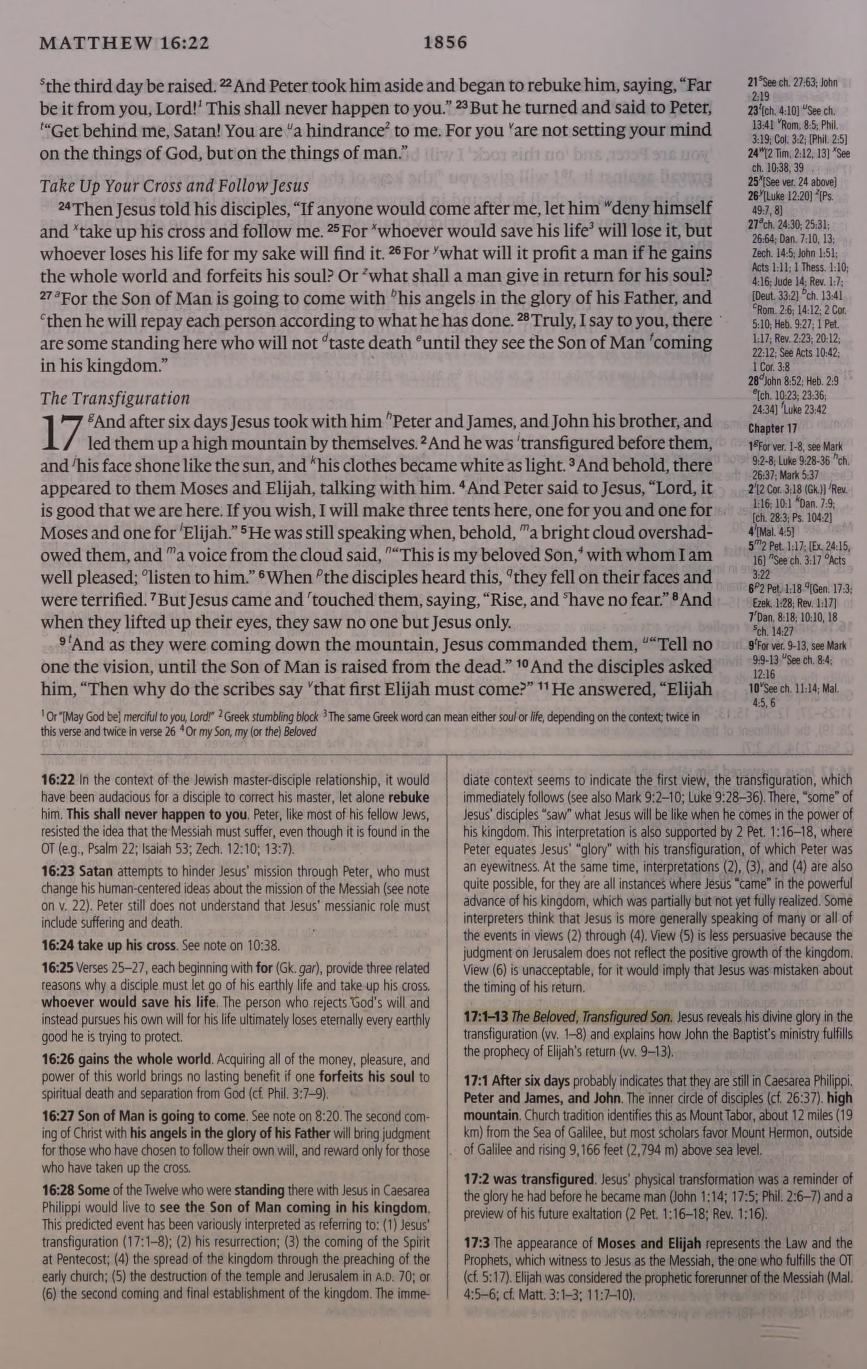 MATTHEW 16:22 1856
ˢthe third day be raised. ²²And Peter took him aside and began to rebuke him, saying, “Far
be it from you, Lord!¹ This shall never happen to you.” ²³But he turned and said to Peter,
ᵗ“Get behind me, Satan! You are ᵘa hindrance² to me. For you ᵛare not setting your mind
on the things of God, but on the things of man.”
Take Up Your Cross and Follow Jesus
²⁴Then Jesus told his disciples, “If anyone would come after me, let him ʷdeny himself
and ˣtake up his cross and follow me. ²⁵For ˣwhoever would save his life³ will lose it, but
whoever loses his life for my sake will find it. ²⁶For ʸwhat will it profit a man if he gains
the whole world and forfeits his soul? Or ᶻwhat shall a man give in return for his soul?
²⁷ᵃFor the Son of Man is going to come with ᵇhis angels in the glory of his Father, and
ᶜthen he will repay each person according to what he has done. ²⁸Truly, I say to you, there
are some standing here who will not ᵈtaste death ᵉuntil they see the Son of Man ᶠcoming
in his kingdom.”
The Transfiguration
17 ᵍAnd after six days Jesus took with him ʰPeter and James, and John his brother, and
led them up a high mountain by themselves. ²And he was ⁱtransfigured before them,
and ʲhis face shone like the sun, and ᵏhis clothes became white as light. ³And behold, there
appeared to them Moses and Elijah, talking with him. ⁴And Peter said to Jesus, “Lord, it
is good that we are here. If you wish, I will make three tents here, one for you and one for
Moses and one for ˡElijah.” ⁵He was still speaking when, behold, ᵐa bright cloud overshad-
owed them, and ᵐa voice from the cloud said, ⁿ“This is my beloved Son,⁴ with whom I am
well pleased; ᵒlisten to him.” ⁶When ᵖthe disciples heard this, ᵠthey fell on their faces and
were terrified. ⁷But Jesus came and ʳtouched them, saying, “Rise, and ˢhave no fear.” ⁸And
when they lifted up their eyes, they saw no one but Jesus only.
⁹ᵗAnd as they were coming down the mountain, Jesus commanded them, ᵘ“Tell no
one the vision, until the Son of Man is raised from the dead.” ¹⁰And the disciples asked
him, “Then why do the scribes say ᵛthat first Elijah must come?” ¹¹He answered, “Elijah
¹Or “[May God be] merciful to you, Lord!” ²Greek stumbling block ³The same Greek word can mean either soul or life, depending on the context; twice in
this verse and twice in verse 26 ⁴Or my Son, my (or the) Beloved
21ˢSee ch. 27:63; John
2:19
23ᵗ[ch. 4:10] ᵘSee ch.
13:41 ᵛRom. 8:5; Phil.
3:19; Col. 3:2; [Phil. 2:5]
24ʷ[2 Tim. 2:12, 13] ˣSee
ch. 10:38, 39
25ˣ[See ver. 24 above]
26ʸ[Luke 12:20] ᶻ[Ps.
49:7, 8]
27ᵃch. 24:30; 25:31;
26:64; Dan. 7:10, 13;
Zech. 14:5; John 1:51;
Acts 1:11; 1 Thess. 1:10;
4:16; Jude 14; Rev. 1:7;
[Deut. 33:2] ᵇch. 13:41
ᶜRom. 2:6; 14:12; 2 Cor.
5:10; Heb. 9:27; 1 Pet.
1:17; Rev. 2:23; 20:12;
22:12; See Acts 10:42;
1 Cor. 3:8
28ᵈJohn 8:52; Heb. 2:9
ᵉ[ch. 10:23; 23:36;
24:34] ᶠLuke 23:42
Chapter 17
1ᵍFor ver. 1-8, see Mark
9:2-8; Luke 9:28-36 ʰch.
26:37; Mark 5:37
2ⁱ[2 Cor. 3:18 (Gk.)] ʲRev.
1:16; 10:1 ᵏDan. 7:9;
[ch. 28:3; Ps. 104:2]
4ˡ[Mal. 4:5]
5ᵐ2 Pet. 1:17; [Ex. 24:15,
16] ⁿSee ch. 3:17 ᵒActs
3:22
6ᵖ2 Pet. 1:18 ᵠ[Gen. 17:3;
Ezek. 1:28; Rev. 1:17]
7ʳDan. 8:18; 10:10, 18
ˢch. 14:27
9ᵗFor ver. 9-13, see Mark
9:9-13 ᵘSee ch. 8:4;
12:16
10ᵛSee ch. 11:14; Mal.
4:5, 6
16:22 In the context of the Jewish master-disciple relationship, it would
have been audacious for a disciple to correct his master, let alone rebuke
him. This shall never happen to you. Peter, like most of his fellow Jews,
resisted the idea that the Messiah must suffer, even though it is found in the
OT (e.g., Psalm 22; Isaiah 53; Zech. 12:10; 13:7).
16:23 Satan attempts to hinder Jesus’ mission through Peter, who must
change his human-centered ideas about the mission of the Messiah (see note
on v. 22). Peter still does not understand that Jesus’ messianic role must
include suffering and death.
16:24 take up his cross. See note on 10:38.
16:25 Verses 25–27, each beginning with for (Gk. gar), provide three related
reasons why a disciple must let go of his earthly life and take up his cross.
whoever would save his life. The person who rejects God’s will and
instead pursues his own will for his life ultimately loses eternally every earthly
good he is trying to protect.
16:26 gains the whole world. Acquiring all of the money, pleasure, and
power of this world brings no lasting benefit if one forfeits his soul to
spiritual death and separation from God (cf. Phil. 3:7–9).
16:27 Son of Man is going to come. See note on 8:20. The second com-
ing of Christ with his angels in the glory of his Father will bring judgment
for those who have chosen to follow their own will, and reward only for those
who have taken up the cross.
16:28 Some of the Twelve who were standing there with Jesus in Caesarea
Philippi would live to see the Son of Man coming in his kingdom.
This predicted event has been variously interpreted as referring to: (1) Jesus’
transfiguration (17:1–8); (2) his resurrection; (3) the coming of the Spirit
at Pentecost; (4) the spread of the kingdom through the preaching of the
early church; (5) the destruction of the temple and Jerusalem in A.D. 70; or
(6) the second coming and final establishment of the kingdom. The imme-
diate context seems to indicate the first view, the transfiguration, which
immediately follows (see also Mark 9:2–10; Luke 9:28–36). There, “some” of
Jesus’ disciples “saw” what Jesus will be like when he comes in the power of
his kingdom. This interpretation is also supported by 2 Pet. 1:16–18, where
Peter equates Jesus’ “glory” with his transfiguration, of which Peter was
an eyewitness. At the same time, interpretations (2), (3), and (4) are also
quite possible, for they are all instances where Jesus “came” in the powerful
advance of his kingdom, which was partially but not yet fully realized. Some
interpreters think that Jesus is more generally speaking of many or all of
the events in views (2) through (4). View (5) is less persuasive because the
judgment on Jerusalem does not reflect the positive growth of the kingdom.
View (6) is unacceptable, for it would imply that Jesus was mistaken about
the timing of his return.
17:1–13 The Beloved, Transfigured Son. Jesus reveals his divine glory in the
transfiguration (vv. 1–8) and explains how John the Baptist’s ministry fulfills
the prophecy of Elijah’s return (vv. 9–13).
17:1 After six days probably indicates that they are still in Caesarea Philippi.
Peter and James, and John. The inner circle of disciples (cf. 26:37). high
mountain. Church tradition identifies this as Mount Tabor, about 12 miles (19
km) from the Sea of Galilee, but most scholars favor Mount Hermon, outside
of Galilee and rising 9,166 feet (2,794 m) above sea level.
17:2 was transfigured. Jesus’ physical transformation was a reminder of
the glory he had before he became man (John 1:14; 17:5; Phil. 2:6–7) and a
preview of his future exaltation (2 Pet. 1:16–18; Rev. 1:16).
17:3 The appearance of Moses and Elijah represents the Law and the
Prophets, which witness to Jesus as the Messiah, the one who fulfills the OT
(cf. 5:17). Elijah was considered the prophetic forerunner of the Messiah (Mal.
4:5–6; cf. Matt. 3:1–3; 11:7–10).